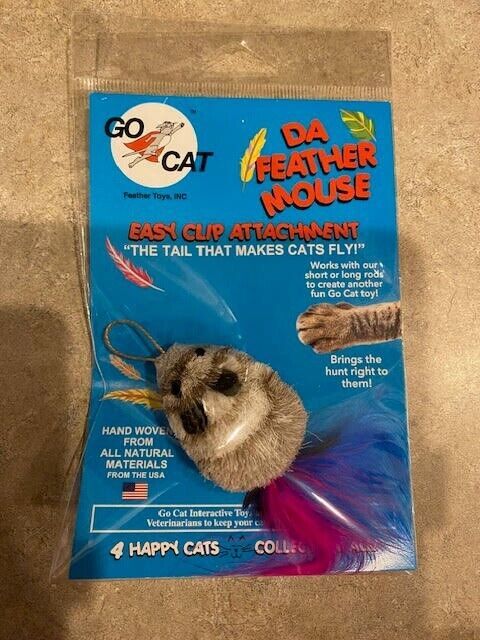 GO
CAT
™
Feather Toys, INC
DA
FEATHER
MOUSE
EASY CLIP ATTACHMENT
"THE TAIL THAT MAKES CATS FLY!"
Works with our
short or long rods
to create another
fun Go Cat toy!
Brings the
hunt right to
them!
HAND WOVEN
FROM
ALL NATURAL
MATERIALS
FROM THE USA
Go Cat Interactive Toy
Veterinarians to keep your
4 HAPPY CATS